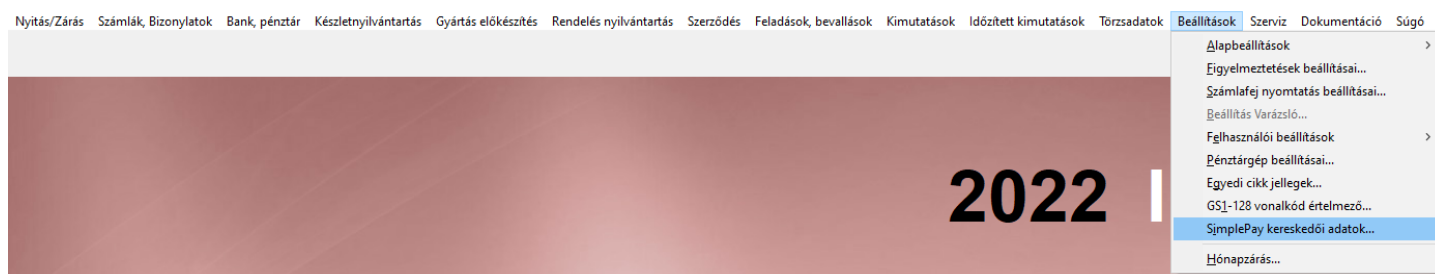 Nyitás/Zárás Számlák, Bizonylatok Bank, pénztár Készletnyilvántartás Gyártás előkészítés Rendelés nyilvántartás Szerződés Feladások, bevallások Kimutatások Időzített kimutatások Törzsadatok Beállítások Szerviz Dokumentáció Súgó
Alapbeállítások
Figyelmeztetések beállításai...
Számlafej nyomtatás beállításai...
Beállítás Varázsló...
Felhasználói beállítások
Pénztárgép beállításai...
Egyedi cikk jellegek...
GS1-128 vonalkód értelmező...
SimplePay kereskedői adatok...
Hónapzárás...
2022